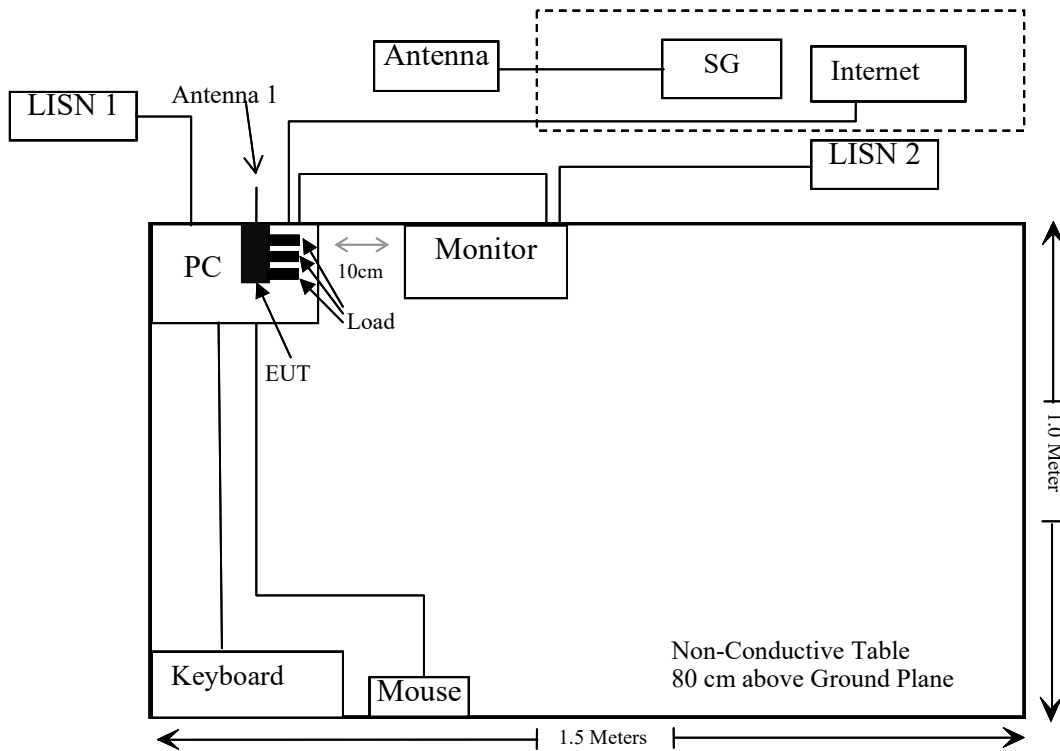 Antenna
SG
Internet
Antenna 1
LISN 1
LISN 2
PC
10cm
Monitor
Load
EUT
1.0 Meter
Keyboard
Mouse
Non-Conductive Table
80 cm above Ground Plane
1.5 Meters